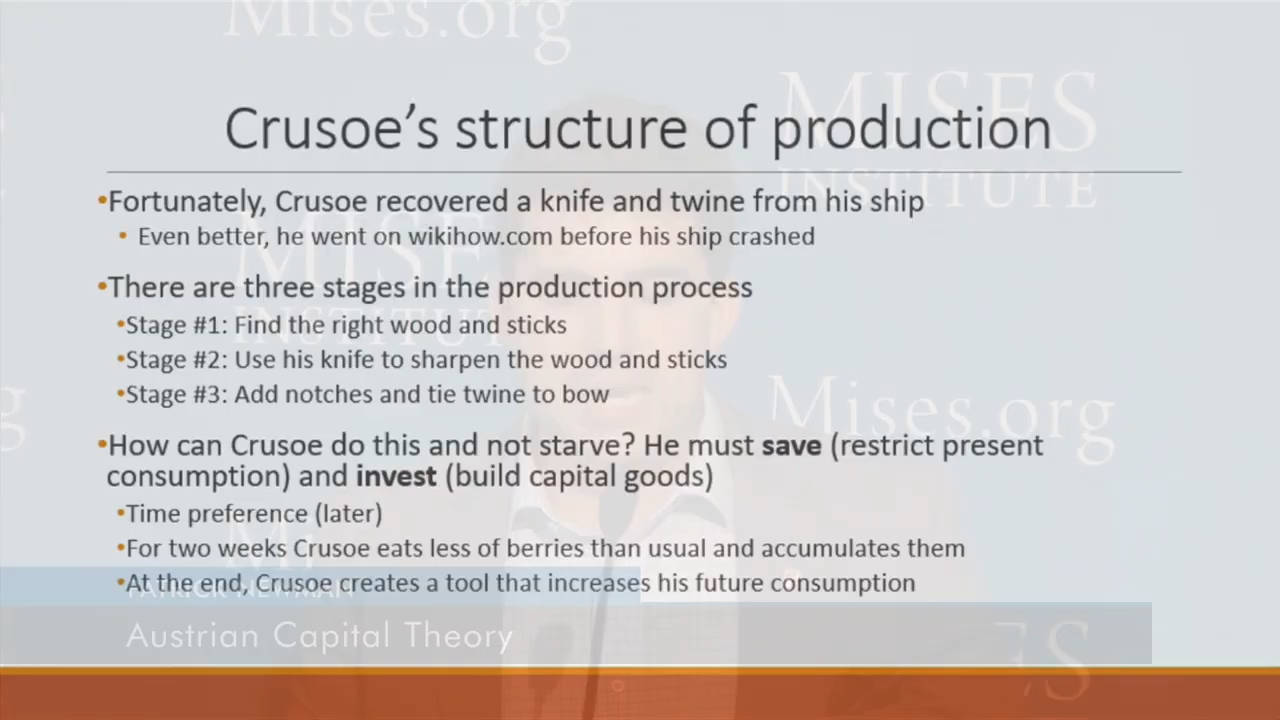 Mises.org
MISES
INSTITUTE
Crusoe's structure of production
•Fortunately, Crusoe recovered a knife and twine from his ship
• Even better, he went on wikihow.com before his ship crashed
MISES
INSTITUT
•There are three stages in the production process
•Stage #1: Find the right wood and sticks
•Stage #2: Use his knife to sharpen the wood and sticks
•Stage #3: Add notches and tie twine to bow
Mises.org
g
•How can Crusoe do this and not starve? He must save (restrict present
consumption) and invest (build capital goods)
•Time preference (later)
•For two weeks Crusoe eats less of berries than usual and accumulates them
•At the end, Crusoe creates a tool that increases his future consumption
PATRICK NEWMAN
Austrian Capital Theory
ES